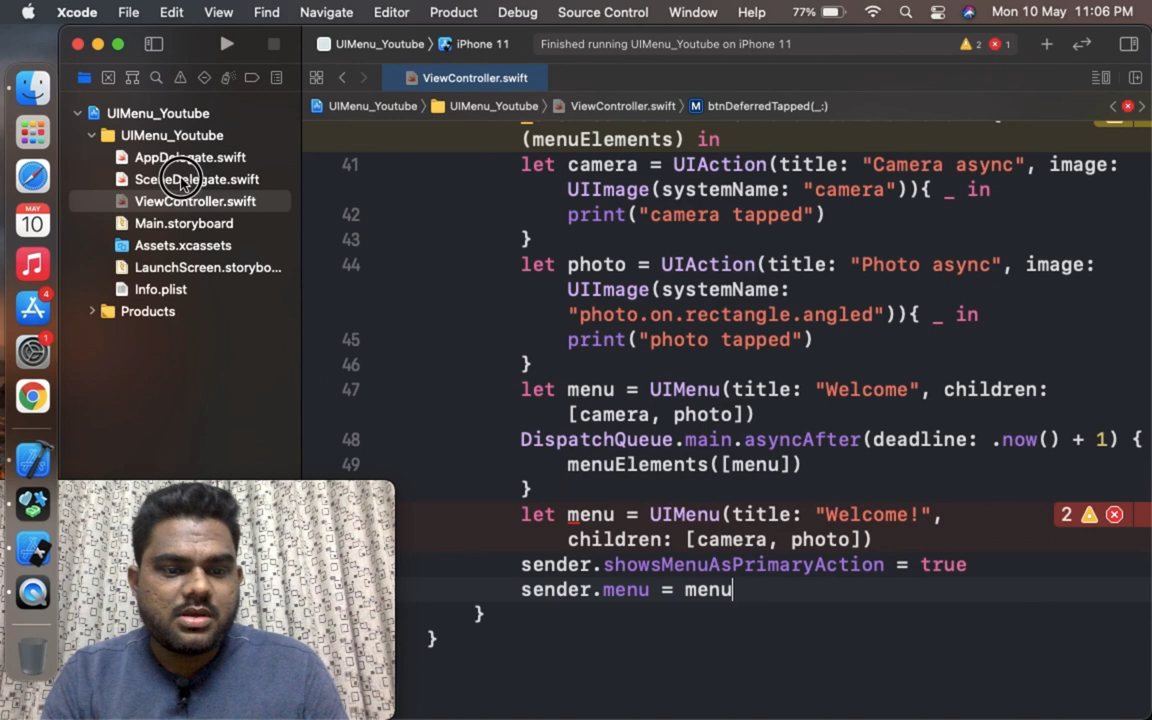 Xcode File Edit View Find Navigate Editor Product Debug Source Control Window Help 77% Mon 10 May 11:06 PM
UIMenu_Youtube iPhone 11 Finished running UIMenu_Youtube on iPhone 11 2 1
ViewController.swift
UIMenu_Youtube
UIMenu_Youtube
AppDelegate.swift
SceneDelegate.swift
ViewController.swift
Main.storyboard
Assets.xcassets
LaunchScreen.storybo...
Info.plist
Products
MAY
10
4
1
UIMenu_Youtube UIMenu_Youtube ViewController.swift M btnDeferredTapped(_:)
(menuElements) in
41 let camera = UIAction(title: "Camera async", image:
UIImage(systemName: "camera")){ _ in
42 print("camera tapped")
43 }
44 let photo = UIAction(title: "Photo async", image:
UIImage(systemName:
"photo.on.rectangle.angled")){ _ in
45 print("photo tapped")
46 }
47 let menu = UIMenu(title: "Welcome", children:
[camera, photo])
48 DispatchQueue.main.asyncAfter(deadline: .now() + 1) {
49 menuElements([menu])
}
let menu = UIMenu(title: "Welcome!", 2
children: [camera, photo])
sender.showsMenuAsPrimaryAction = true
sender.menu = menu
}
}